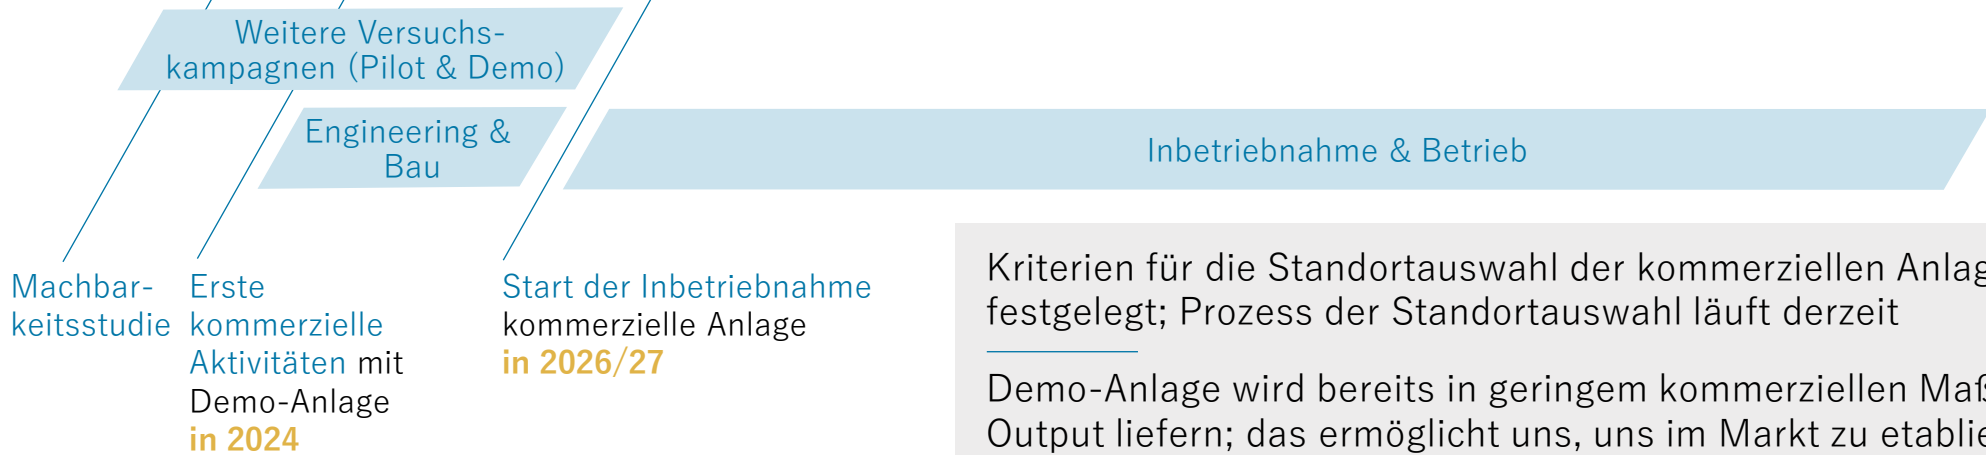 Weitere Versuchs-
kampagnen (Pilot & Demo)
Engineering &
Bau
Inbetriebnahme & Betrieb
Machbar-
keitsstudie
Erste
kommerzielle
Aktivitäten mit
Demo-Anlage
in 2024
Start der Inbetriebnahme
kommerzielle Anlage
in 2026/27
Kriterien für die Standortauswahl der kommerziellen
festgelegt; Prozess der Standortauswahl läuft derzeit
Demo-Anlage wird bereits in geringem kommerziellen
Output liefern; das ermöglicht uns, uns im Markt zu